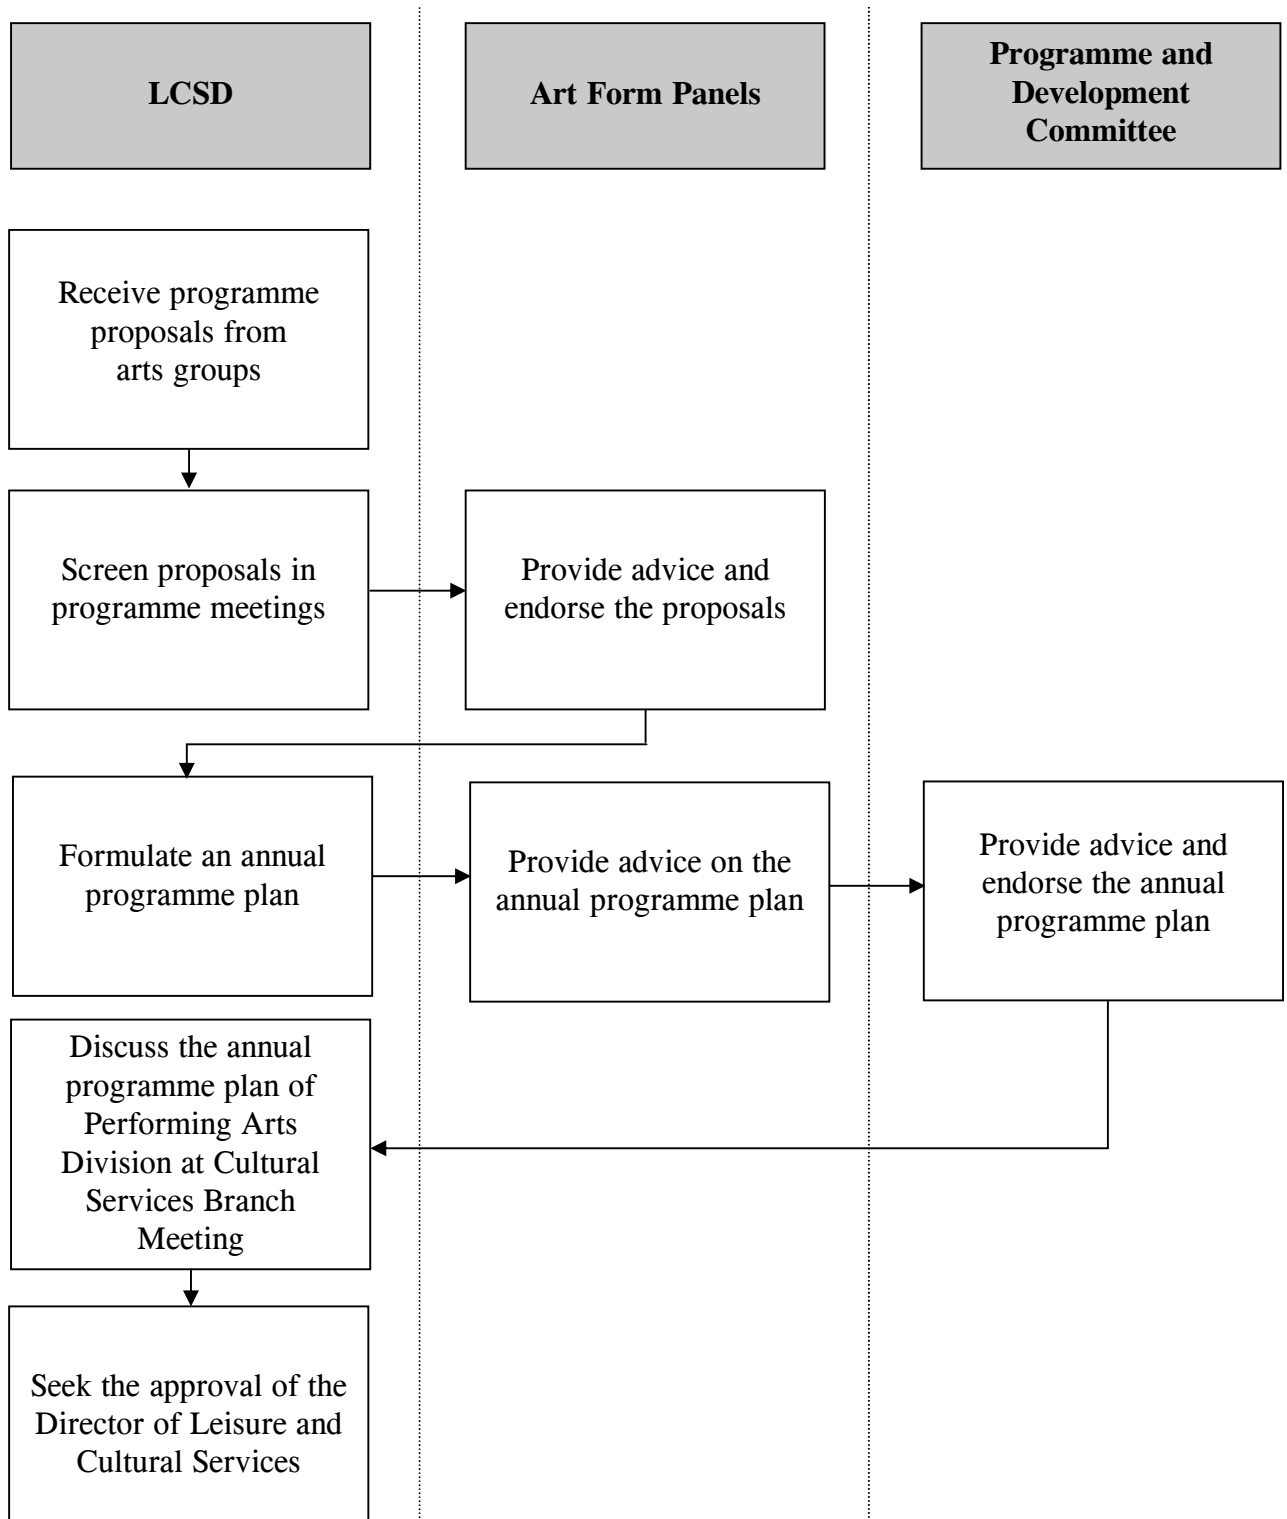 LCSD
Art Form Panels
Programme and
Development
Committee
Receive programme
proposals from
arts groups
Screen proposals in
programme meetings
Provide advice and
endorse the proposals
Formulate an annual
programme plan
Provide advice on the
annual programme plan
Provide advice and
endorse the annual
programme plan
Discuss the annual
programme plan of
Performing Arts
Division at Cultural
Services Branch
Meeting
Seek the approval of the
Director of Leisure and
Cultural Services